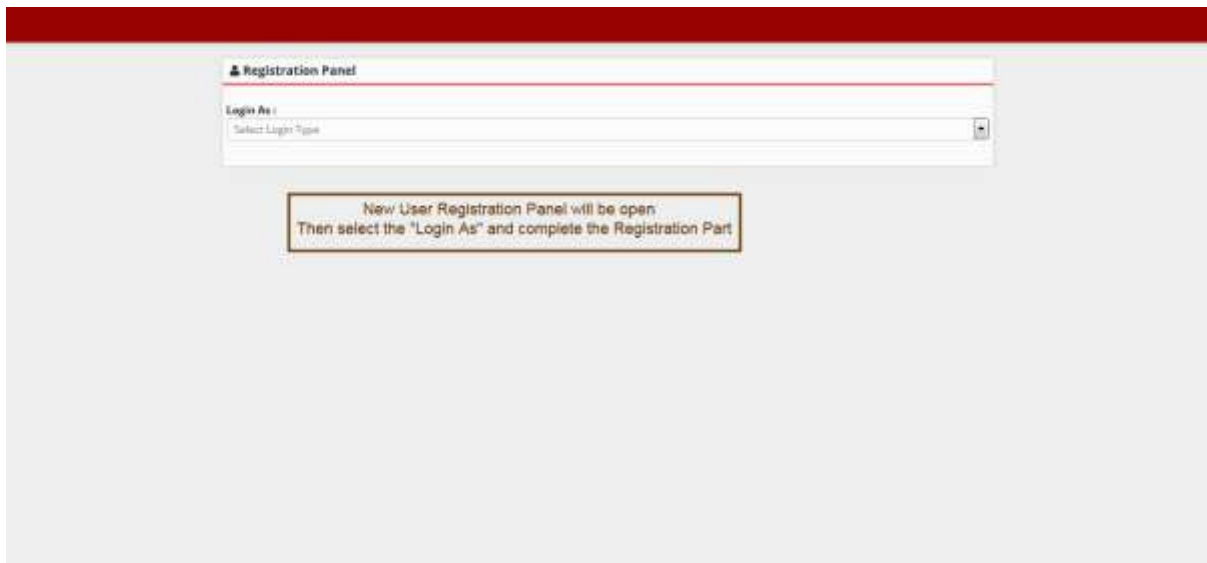 Registration Panel
Login As :
Select Login Type
New User Registration Panel will be open
Then select the "Login As" and complete the Registration Part